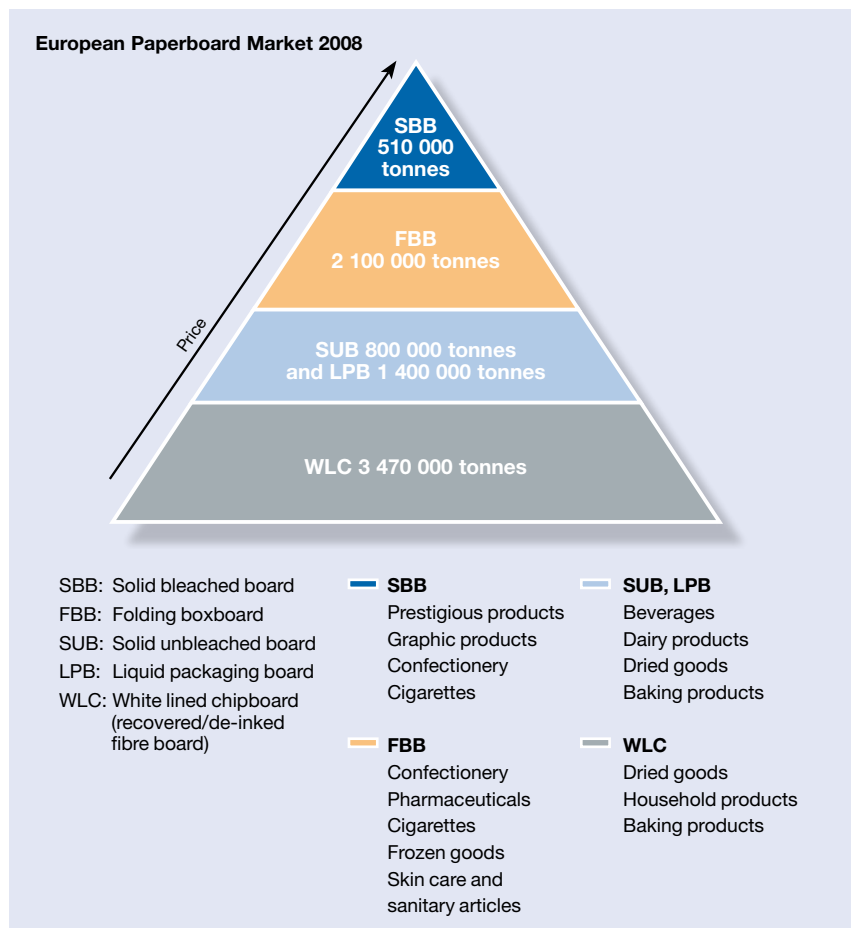 European Paperboard Market 2008
SBB
510 000
tonnes
FBB
2 100 000 tonnes
Price
SUB 800 000 tonnes
and LPB 1 400 000 tonnes
WLC 3 470 000 tonnes
SBB: Solid bleached board
FBB: Folding boxboard
SUB: Solid unbleached board
LPB: Liquid packaging board
WLC: White lined chipboard
(recovered/de-inked
fibre board)
SBB
Prestigious products
Graphic products
Confectionery
Cigarettes
FBB
Confectionery
Pharmaceuticals
Cigarettes
Frozen goods
Skin care and
sanitary articles
SUB, LPB
Beverages
Dairy products
Dried goods
Baking products
WLC
Dried goods
Household products
Baking products